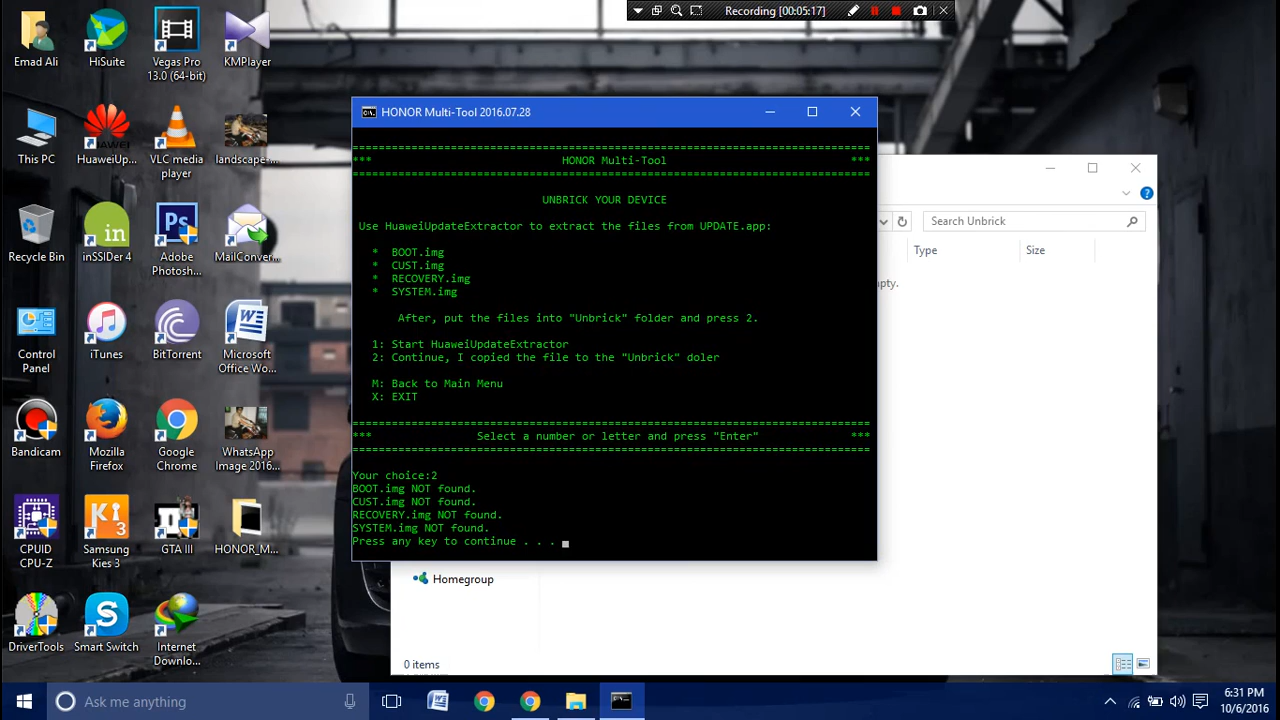 Recording [00:05:17]
Emad Ali
HiSuite
Vegas Pro
13.0 (64-bit)
KMPlayer
This PC
HuaweiUp...
VLC media
player
landscape-...
Recycle Bin
inSSIDer 4
Adobe
Photosh...
MailConver...
Control
Panel
iTunes
BitTorrent
Microsoft
Office Wo...
Bandicam
Mozilla
Firefox
Google
Chrome
WhatsApp
Image 2016...
CPUID
CPU-Z
Samsung
Kies 3
GTA III
HONOR_M...
DriverTools
Smart Switch
Internet
Downlo...
HONOR Multi-Tool 2016.07.28
*** HONOR Multi-Tool ***
UNBRICK YOUR DEVICE
Use HuaweiUpdateExtractor to extract the files from UPDATE.app:
* BOOT.img
* CUST.img
* RECOVERY.img
* SYSTEM.img
After, put the files into "Unbrick" folder and press 2.
1: Start HuaweiUpdateExtractor
2: Continue, I copied the file to the "Unbrick" doler
M: Back to Main Menu
X: EXIT
*** Select a number or letter and press "Enter" ***
Your choice:2
BOOT.img NOT found.
CUST.img NOT found.
RECOVERY.img NOT found.
SYSTEM.img NOT found.
Press any key to continue . . .
Search Unbrick
Type
Size
pty.
Homegroup
0 items
Ask me anything
6:31 PM
10/6/2016